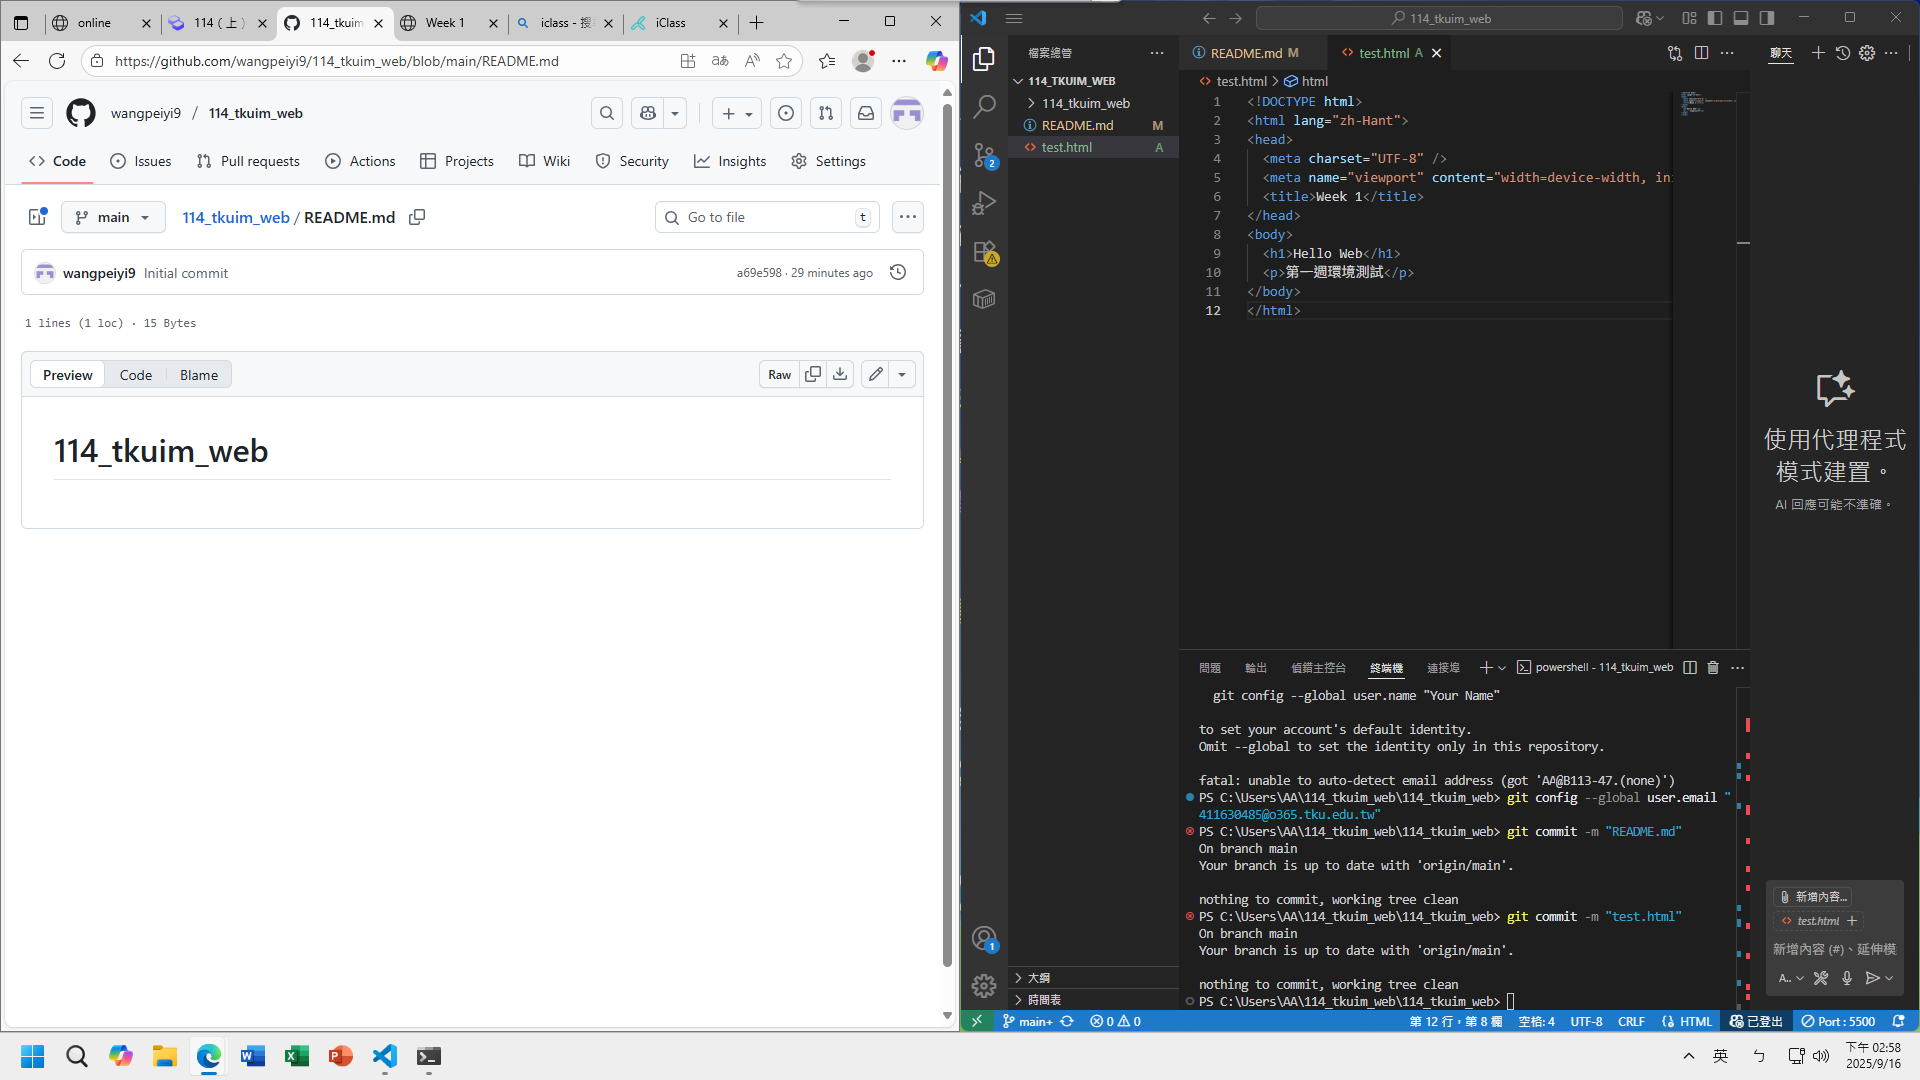 online
114 ( 上 )
114_tkuim
Week 1
iclass - 搜
iClass
https://github.com/wangpeiyi9/114_tkuim_web/blob/main/README.md
wangpeiyi9 / 114_tkuim_web
Code
Issues
Pull requests
Actions
Projects
Wiki
Security
Insights
Settings
main
114_tkuim_web / README.md
Go to file
t
wangpeiyi9 Initial commit
a69e598 · 29 minutes ago
1 lines (1 loc) · 15 Bytes
Preview
Code
Blame
Raw
114_tkuim_web
114_tkuim_web
檔案總管
114_TKUIM_WEB
114_tkuim_web
README.md M
test.html A
2
README.md M
test.html A
test.html > html
1 <!DOCTYPE html>
2 <html lang="zh-Hant">
3 <head>
4 <meta charset="UTF-8" />
5 <meta name="viewport" content="width=device-width, ini
6 <title>Week 1</title>
7 </head>
8 <body>
9 <h1>Hello Web</h1>
10 <p>第一週環境測試</p>
11 </body>
12 </html>
問題
輸出
偵錯主控台
終端機
連接埠
powershell - 114_tkuim_web
git config --global user.name "Your Name"
to set your account's default identity.
Omit --global to set the identity only in this repository.
fatal: unable to auto-detect email address (got 'AA@B113-47.(none)')
PS C:\Users\AA\114_tkuim_web\114_tkuim_web> git config --global user.email "
411630485@o365.tku.edu.tw"
PS C:\Users\AA\114_tkuim_web\114_tkuim_web> git commit -m "README.md"
On branch main
Your branch is up to date with 'origin/main'.
nothing to commit, working tree clean
PS C:\Users\AA\114_tkuim_web\114_tkuim_web> git commit -m "test.html"
On branch main
Your branch is up to date with 'origin/main'.
nothing to commit, working tree clean
PS C:\Users\AA\114_tkuim_web\114_tkuim_web>
聊天
使用代理程式
模式建置。
AI 回應可能不準確。
新增內容...
test.html
新增內容 (#)、延伸模
A..
1
大綱
時間表
main+
0
0
第 12 行，第 8 欄
空格: 4
UTF-8
CRLF
HTML
已登出
Port : 5500
英
ㄅ
下午 02:58
2025/9/16